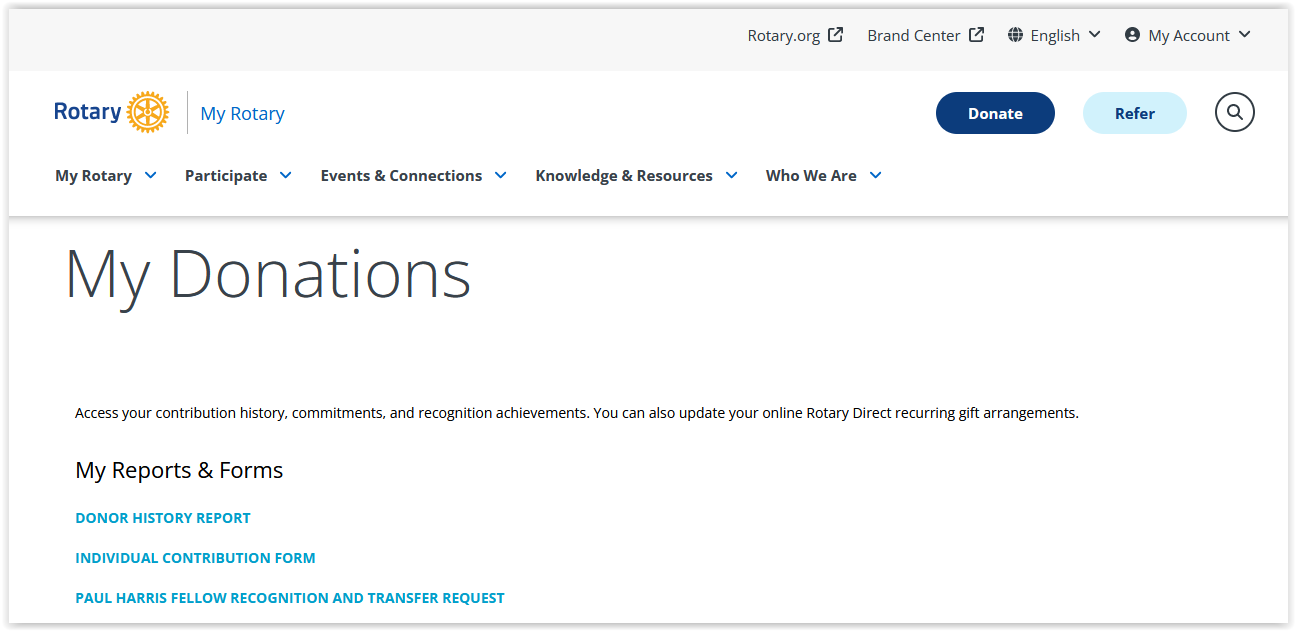 Rotary.org Brand Center English My Account
Rotary My Rotary Donate Refer
My Rotary Participate Events & Connections Knowledge & Resources Who We Are
My Donations
Access your contribution history, commitments, and recognition achievements. You can also update your online Rotary Direct recurring gift arrangements.
My Reports & Forms
DONOR HISTORY REPORT
INDIVIDUAL CONTRIBUTION FORM
PAUL HARRIS FELLOW RECOGNITION AND TRANSFER REQUEST